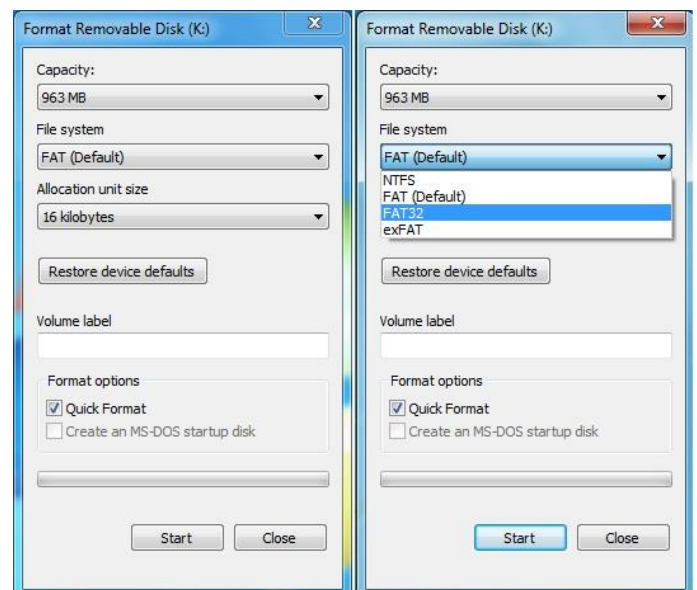 Format Removable Disk (K:)
Capacity:
963 MB
File system
FAT (Default)
Allocation unit size
16 kilobytes
Restore device defaults
Volume label
Format options
Quick Format
Create an MS-DOS startup disk
Start Close
Format Removable Disk (K:)
Capacity:
963 MB
File system
FAT (Default)
NTFS
FAT (Default)
FAT32
exFAT
Restore device defaults
Volume label
Format options
Quick Format
Create an MS-DOS startup disk
Start Close